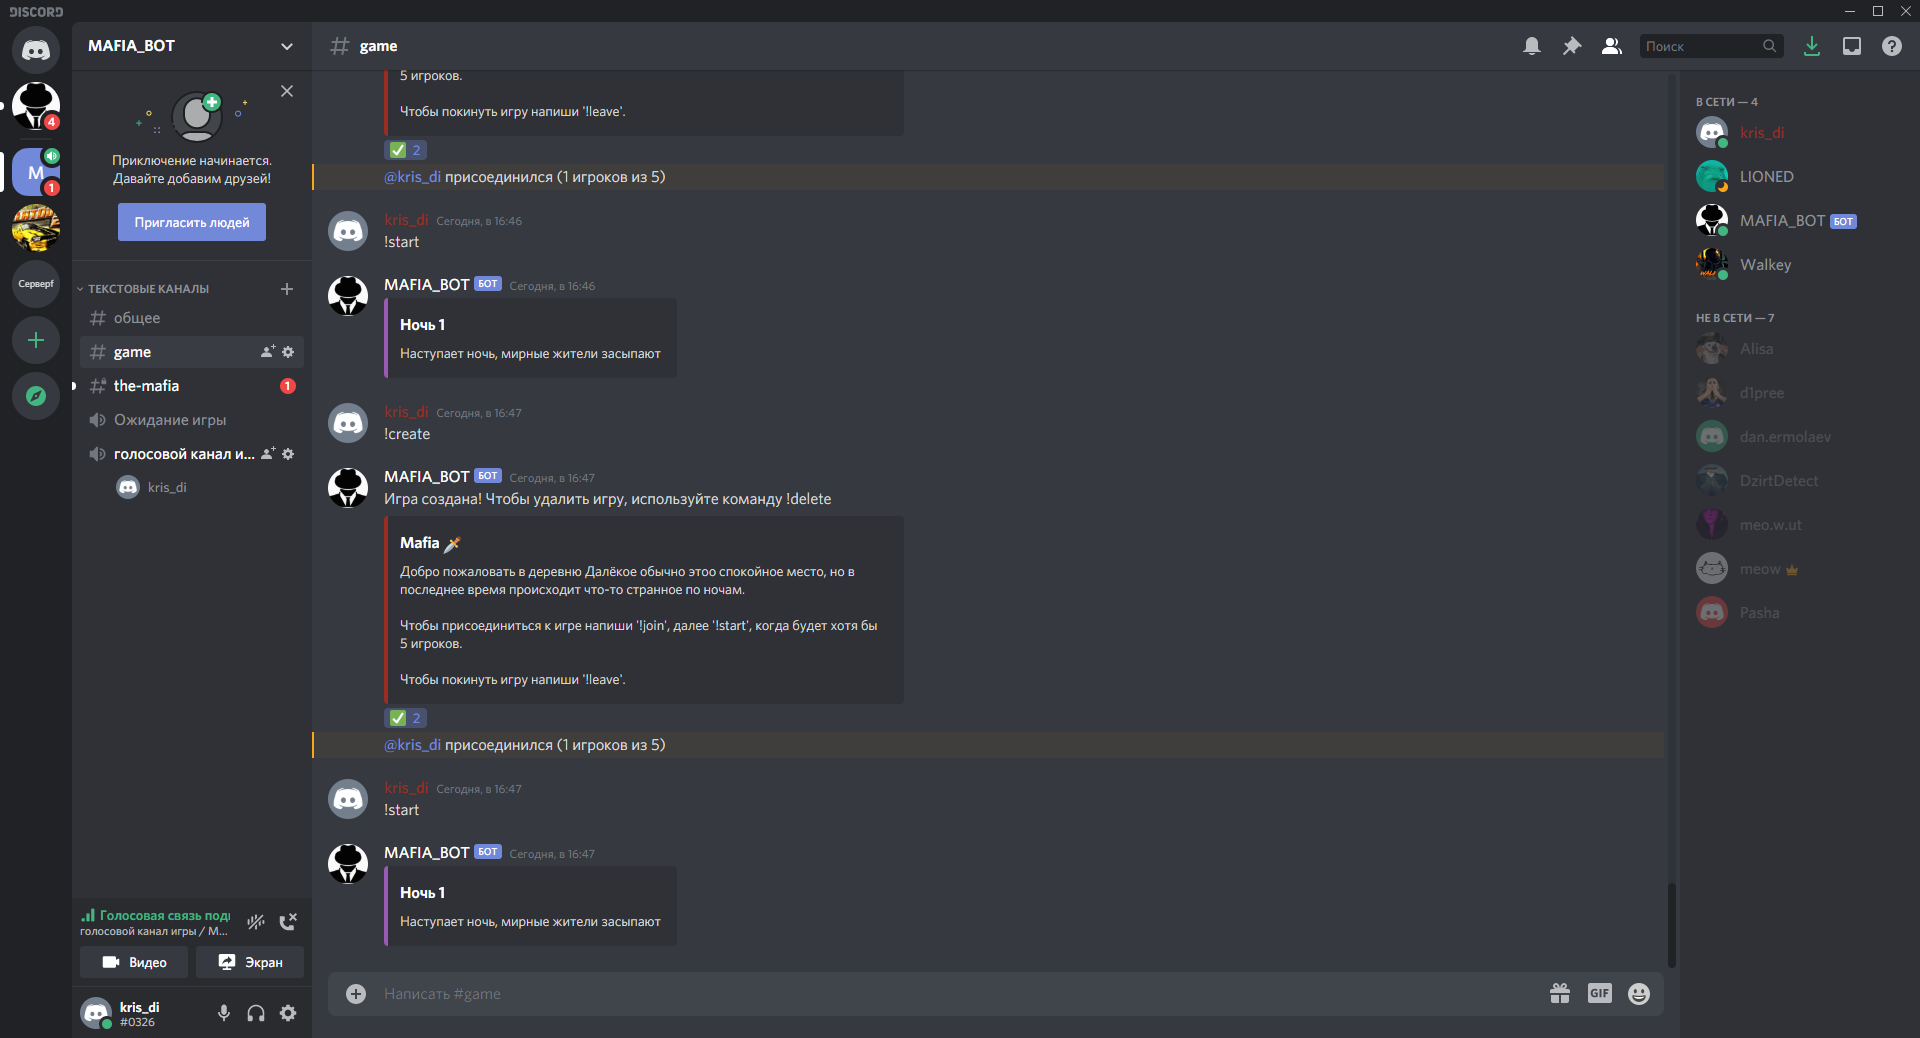 DISCORD
MAFIA_BOT
4
M
1
Серверf
Приключение начинается.
Давайте добавим друзей!
Пригласить людей
ТЕКСТОВЫЕ КАНАЛЫ
общее
game
the-mafia
1
Ожидание игры
голосовой канал и...
kris_di
Голосовая связь подк
голосовой канал игры / M...
Видео
Экран
kris_di
#0326
# game
Поиск
5 игроков.
Чтобы покинуть игру напиши '!leave'.
2
@kris_di присоединился (1 игроков из 5)
kris_di Сегодня, в 16:46
!start
MAFIA_BOT БОТ Сегодня, в 16:46
Ночь 1
Наступает ночь, мирные жители засыпают
kris_di Сегодня, в 16:47
!create
MAFIA_BOT БОТ Сегодня, в 16:47
Игра создана! Чтобы удалить игру, используйте команду !delete
Mafia
Добро пожаловать в деревню Далёкое обычно этоо спокойное место, но в
последнее время происходит что-то странное по ночам.
Чтобы присоединиться к игре напиши '!join', далее '!start', когда будет хотя бы
5 игроков.
Чтобы покинуть игру напиши '!leave'.
2
@kris_di присоединился (1 игроков из 5)
kris_di Сегодня, в 16:47
!start
MAFIA_BOT БОТ Сегодня, в 16:47
Ночь 1
Наступает ночь, мирные жители засыпают
Написать #game
GIF
В СЕТИ — 4
kris_di
LIONED
MAFIA_BOT БОТ
Walkey
НЕ В СЕТИ — 7
Alisa
d1pree
dan.ermolaev
DzirtDetect
meo.w.ut
meow
Pasha